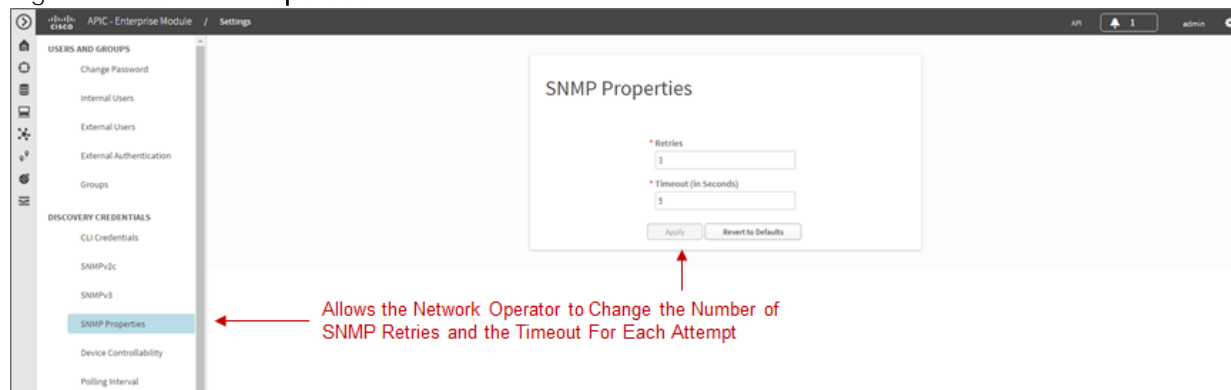 CISCO APIC - Enterprise Module / Settings API 1 admin
USERS AND GROUPS
Change Password
Internal Users
External Users
External Authentication
Groups
DISCOVERY CREDENTIALS
CLI Credentials
SNMPv2c
SNMPv3
SNMP Properties
Device Controllability
Polling Interval
SNMP Properties
* Retries
3
* Timeout (in Seconds)
5
Apply Revert to Defaults
Allows the Network Operator to Change the Number of
SNMP Retries and the Timeout For Each Attempt